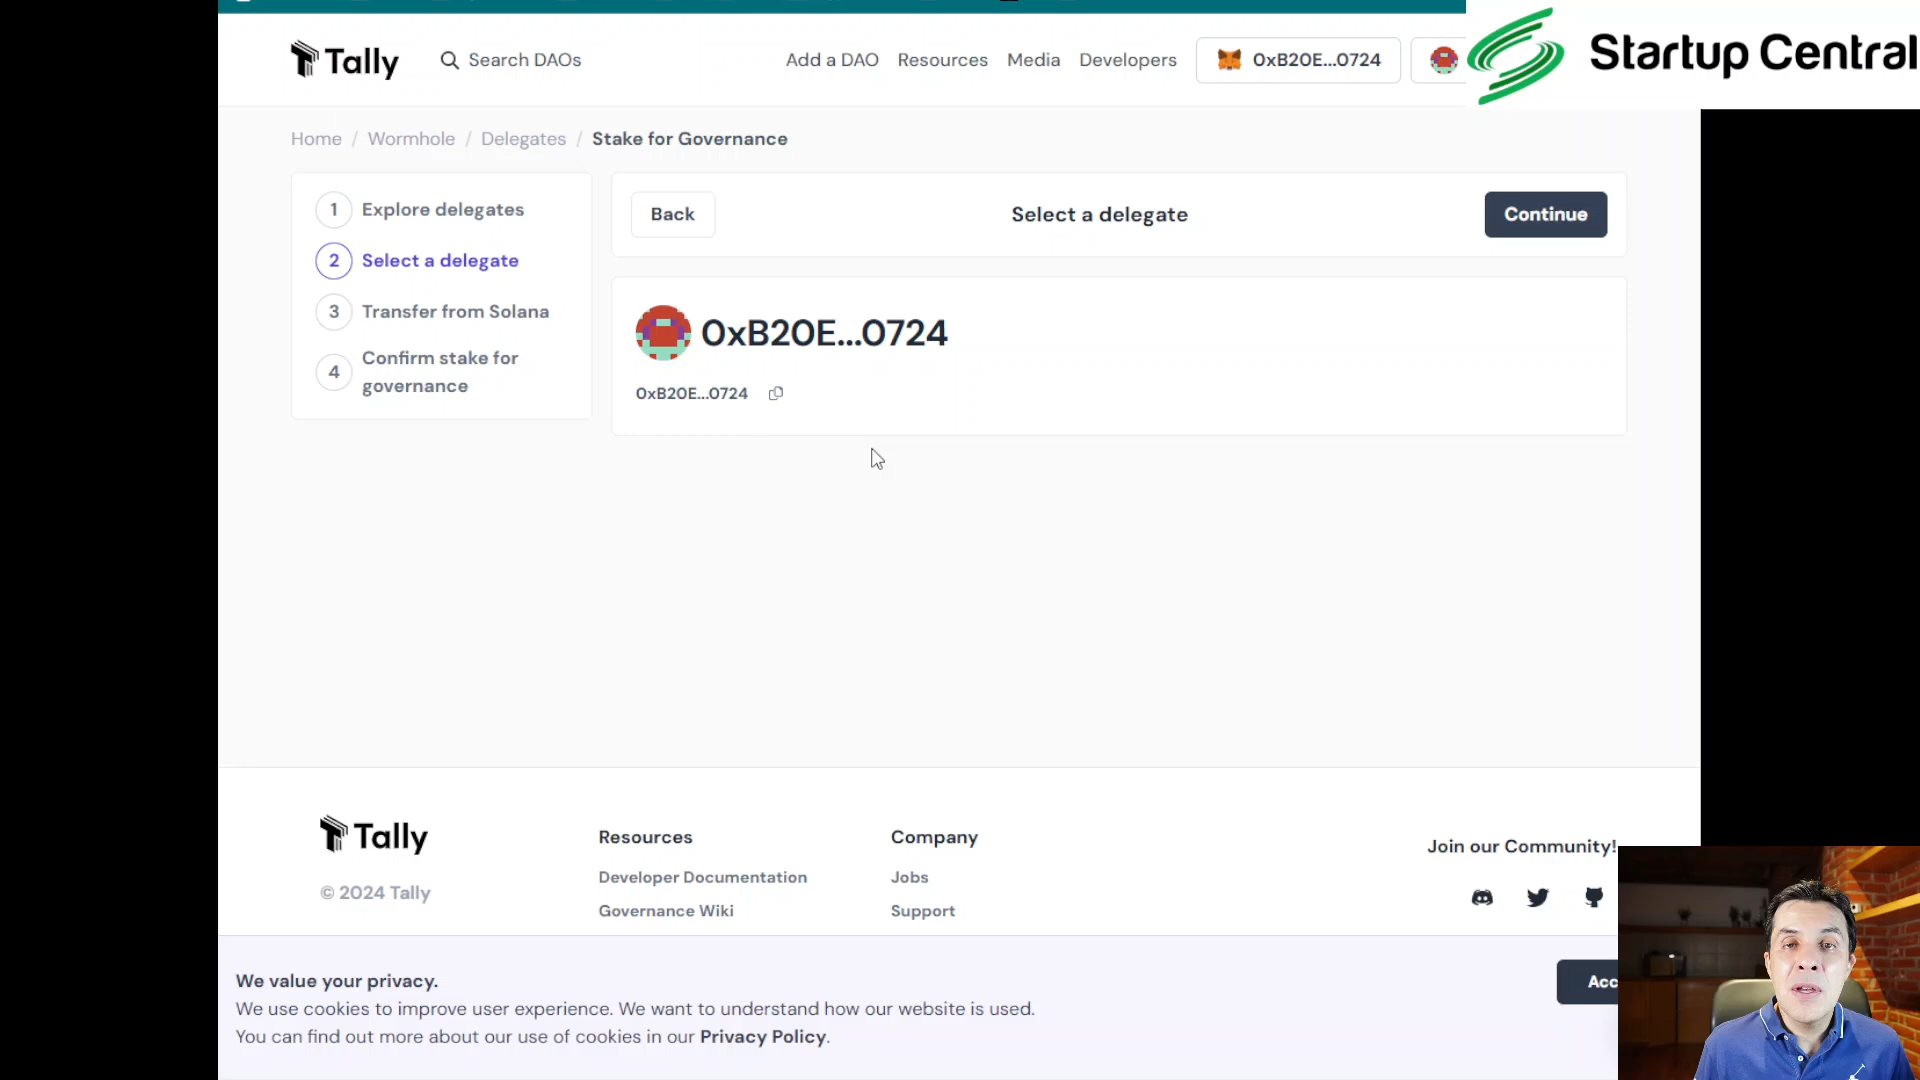 Tally
Search DAOs
Add a DAO
Resources
Media
Developers
0xB20E...0724
Startup Central
Home / Wormhole / Delegates / Stake for Governance
1 Explore delegates
2 Select a delegate
3 Transfer from Solana
4 Confirm stake for
governance
Back
Select a delegate
Continue
0xB20E...0724
0xB20E...0724
Tally
© 2024 Tally
Resources
Developer Documentation
Governance Wiki
Company
Jobs
Support
Join our Community!
We value your privacy.
We use cookies to improve user experience. We want to understand how our website is used.
You can find out more about our use of cookies in our Privacy Policy.
Acc